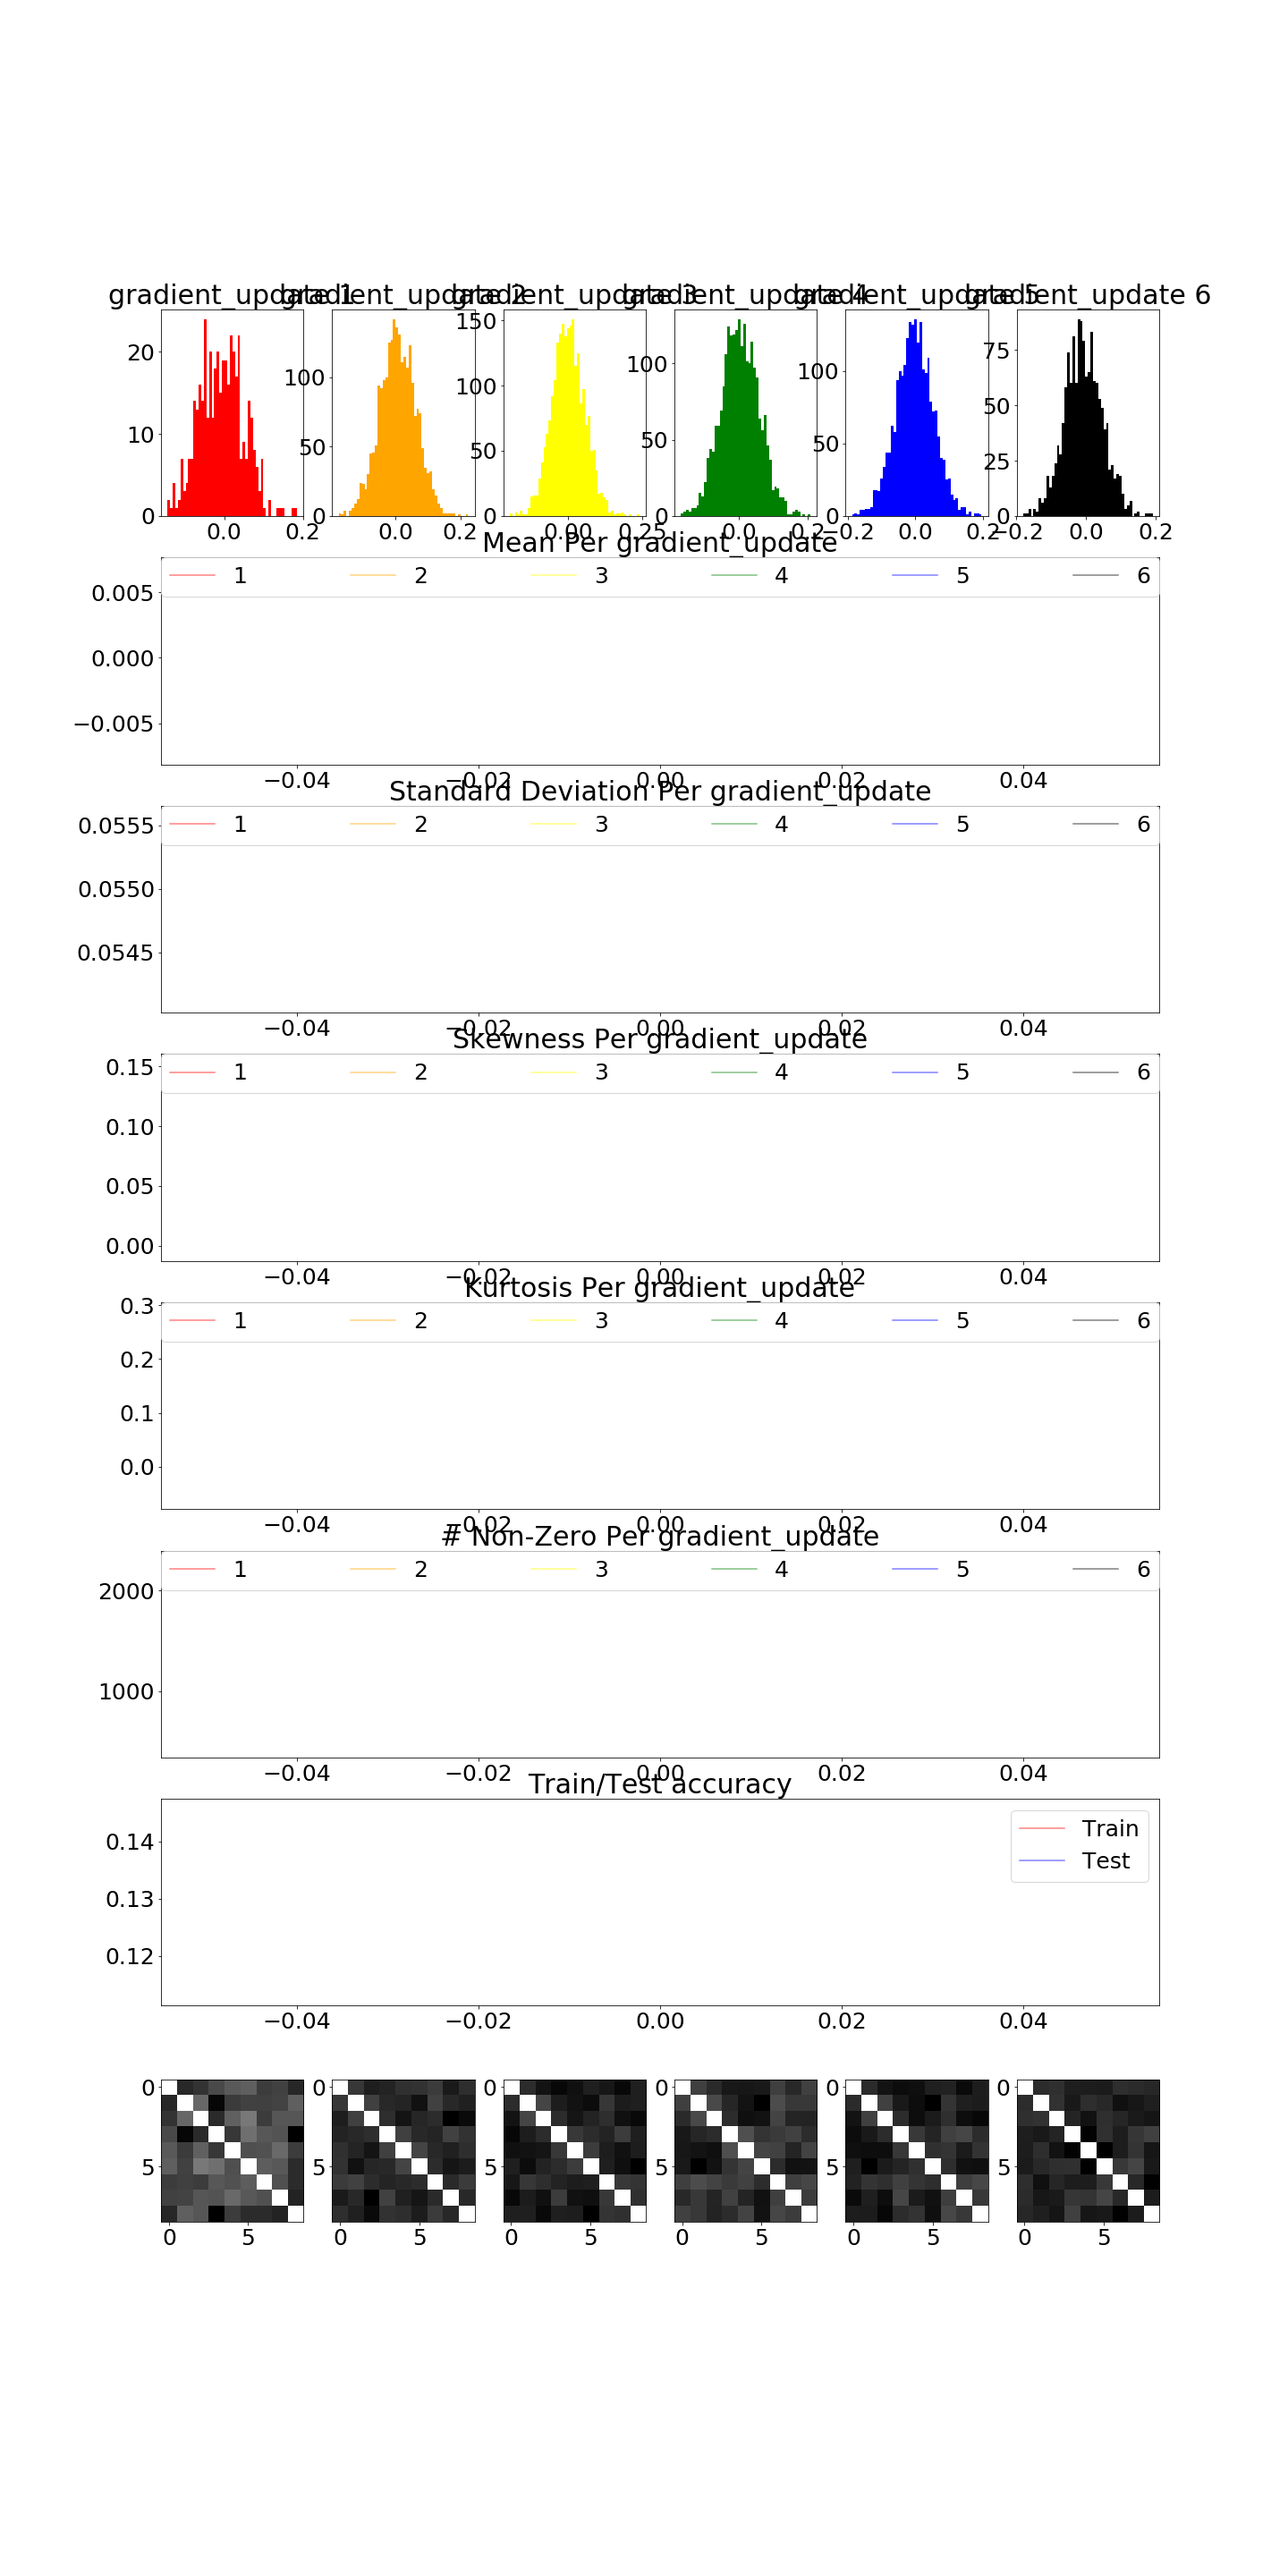 gradient_update 1 gradient_update 2 gradient_update 3 gradient_update 4 gradient_update 5 gradient_update 6
20 10 0 0.0 0.2
100 50 0 0.0 0.2
150 100 50 0 0.00 0.25
100 50 0 0.0 0.2
100 50 0 −0.2 0.0 0.2
75 50 25 0 −0.2 0.0 0.2
Mean Per gradient_update
1 2 3 4 5 6
0.005
0.000
−0.005
−0.04 −0.02 0.00 0.02 0.04
Standard Deviation Per gradient_update
1 2 3 4 5 6
0.0555
0.0550
0.0545
−0.04 −0.02 0.00 0.02 0.04
Skewness Per gradient_update
1 2 3 4 5 6
0.15
0.10
0.05
0.00
−0.04 −0.02 0.00 0.02 0.04
Kurtosis Per gradient_update
1 2 3 4 5 6
0.3
0.2
0.1
0.0
−0.04 −0.02 0.00 0.02 0.04
# Non-Zero Per gradient_update
1 2 3 4 5 6
2000
1000
−0.04 −0.02 0.00 0.02 0.04
Train/Test accuracy
Train
Test
0.14
0.13
0.12
−0.04 −0.02 0.00 0.02 0.04
0 0 0 0 0 0
5 5 5 5 5 5
0 5 0 5 0 5 0 5 0 5 0 5